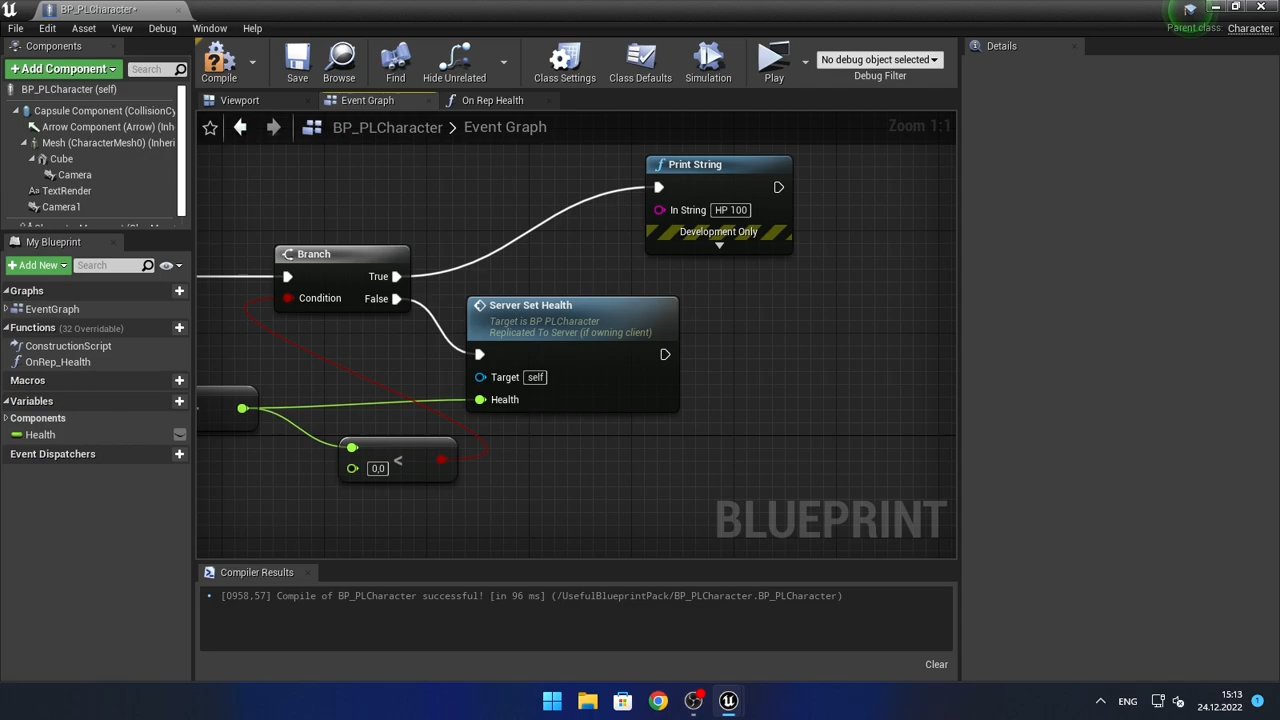 BP_PLCharacter*
Parent class: Character
File Edit Asset View Debug Window Help
Components
+ Add Component
Search
BP_PLCharacter (self)
Capsule Component (CollisionCy
Arrow Component (Arrow) (Inh
Mesh (CharacterMesh0) (Inheri
Cube
Camera
TextRender
Camera1
My Blueprint
+ Add New
Search
Graphs
EventGraph
Functions (32 Overridable)
ConstructionScript
OnRep_Health
Macros
Variables
Components
Health
Event Dispatchers
Compile
Save
Browse
Find
Hide Unrelated
Class Settings
Class Defaults
Simulation
Play
No debug object selected
Debug Filter
Viewport
Event Graph
On Rep Health
BP_PLCharacter > Event Graph
Zoom 1:1
Print String
In String HP 100
Development Only
Branch
True
Condition False
Server Set Health
Target is BP PLCharacter
Replicated To Server (if owning client)
Target self
Health
<
0,0
BLUEPRINT
Compiler Results
[0958,57] Compile of BP_PLCharacter successful! [in 96 ms] (/UsefulBlueprintPack/BP_PLCharacter.BP_PLCharacter)
Clear
Details
ENG
15:13
24.12.2022
1